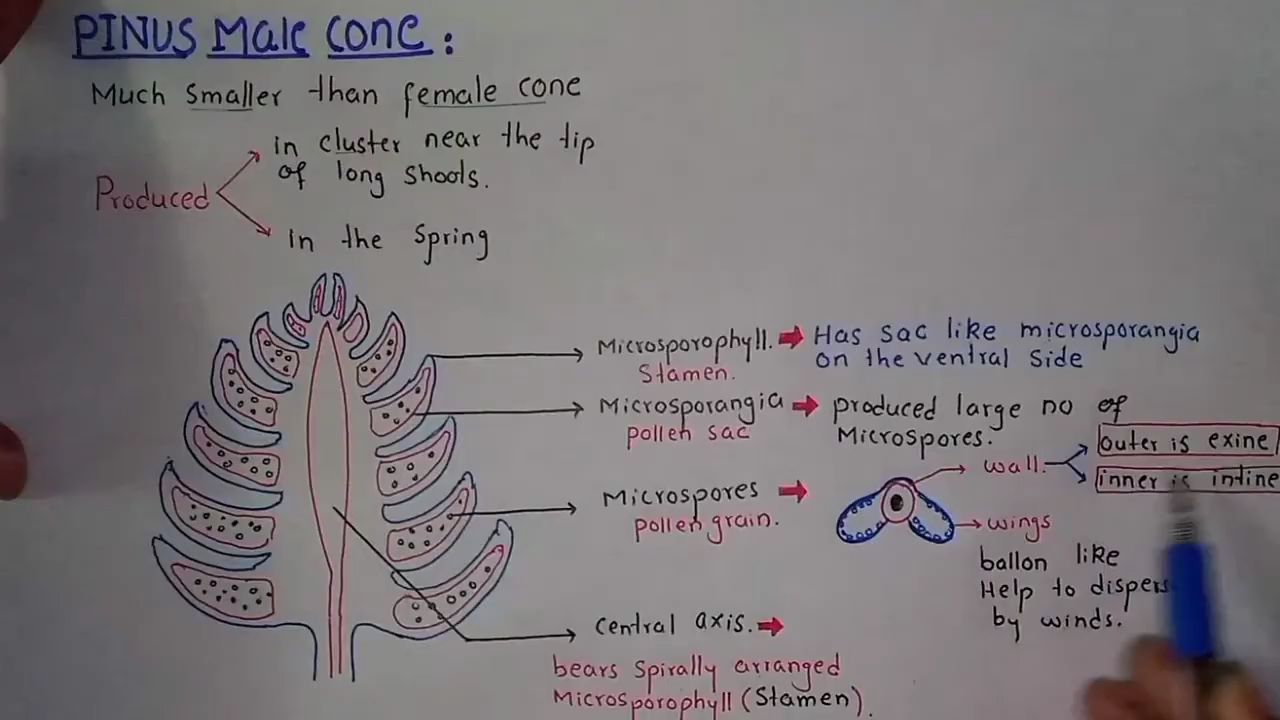 PINUS Male Cone:
Much smaller than female cone
Produced
in cluster near the tip
of long shools.
In the spring
Microsporophyll.
Stamen.
Has sac like microsporangia
on the ventral side
Microsporangia
pollen sac
produced large no of
Microspores.
Microspores
pollen grain.
wall.
outer is exine
inner is intine
wings
ballon like
Help to dispers
by winds.
Central axis.
bears spirally arranged
Microsporophyll (Stamen).